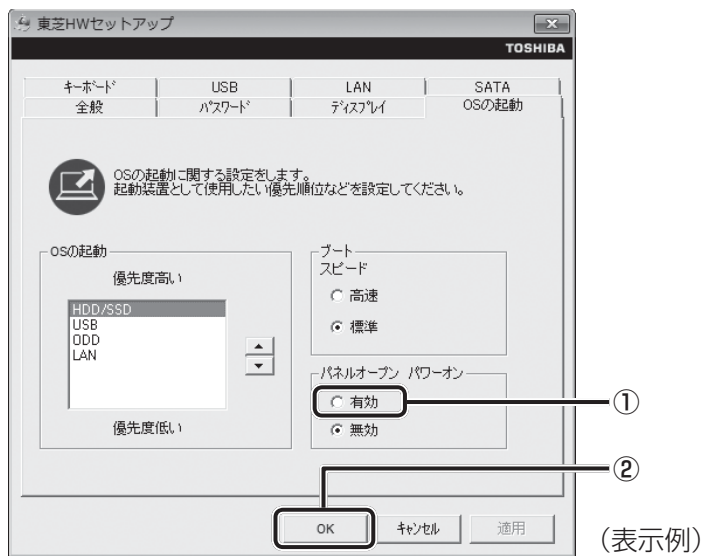 東芝HWセットアップ
TOSHIBA
キーボード USB LAN SATA
全般 パスワード ディスプレイ OSの起動
OSの起動に関する設定をします。
起動装置として使用したい優先順位などを設定してください。
OSの起動
優先度高い
HDD/SSD
USB
ODD
LAN
優先度低い
ブート
スピード
高速
標準
パネルオープン パワーオン
有効
無効
①
②
OK キャンセル 適用
（表示例）